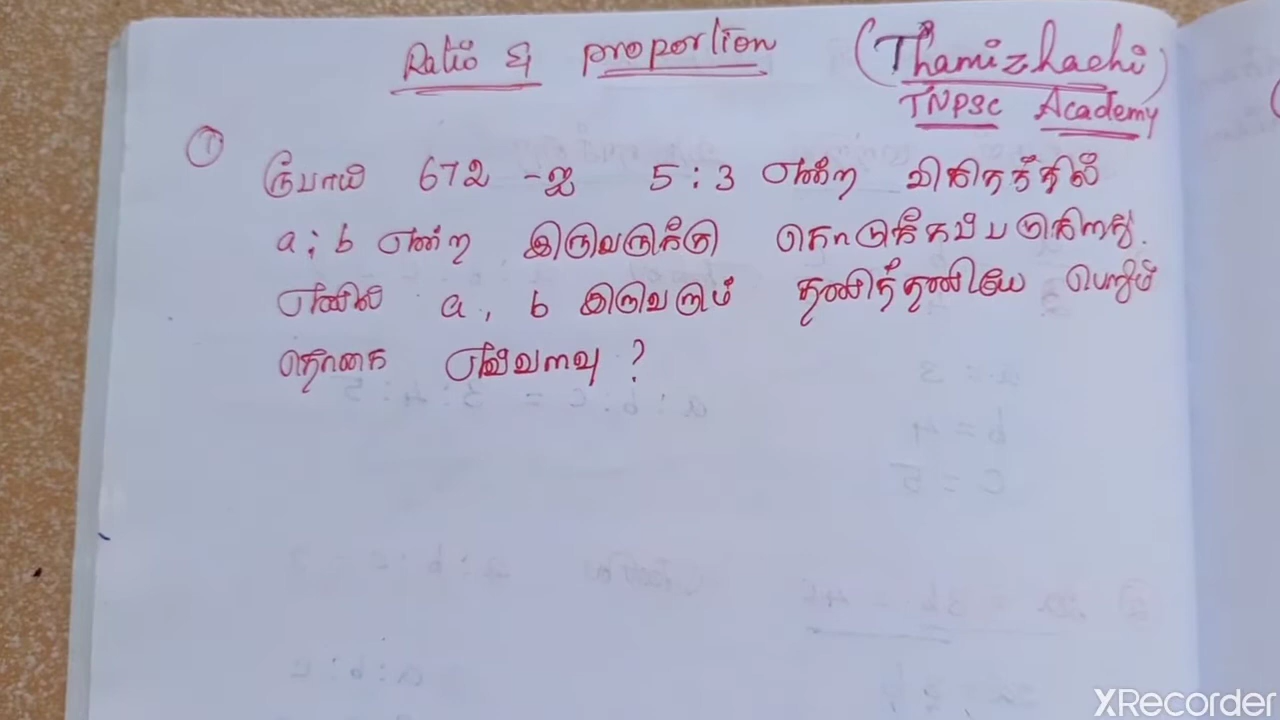 Ratio & proportion (Thamizhachi)
TNPSC Academy
① ரூபாய் 672 -ஐ 5 : 3 என்ற விகிதத்தில்
a ; b என்ற இருவருக்கு கொடுக்கப்படுகிறது.
எனில் a , b இருவரும் தனித்தனியே பெறும்
தொகை எவ்வளவு ?
XRecorder